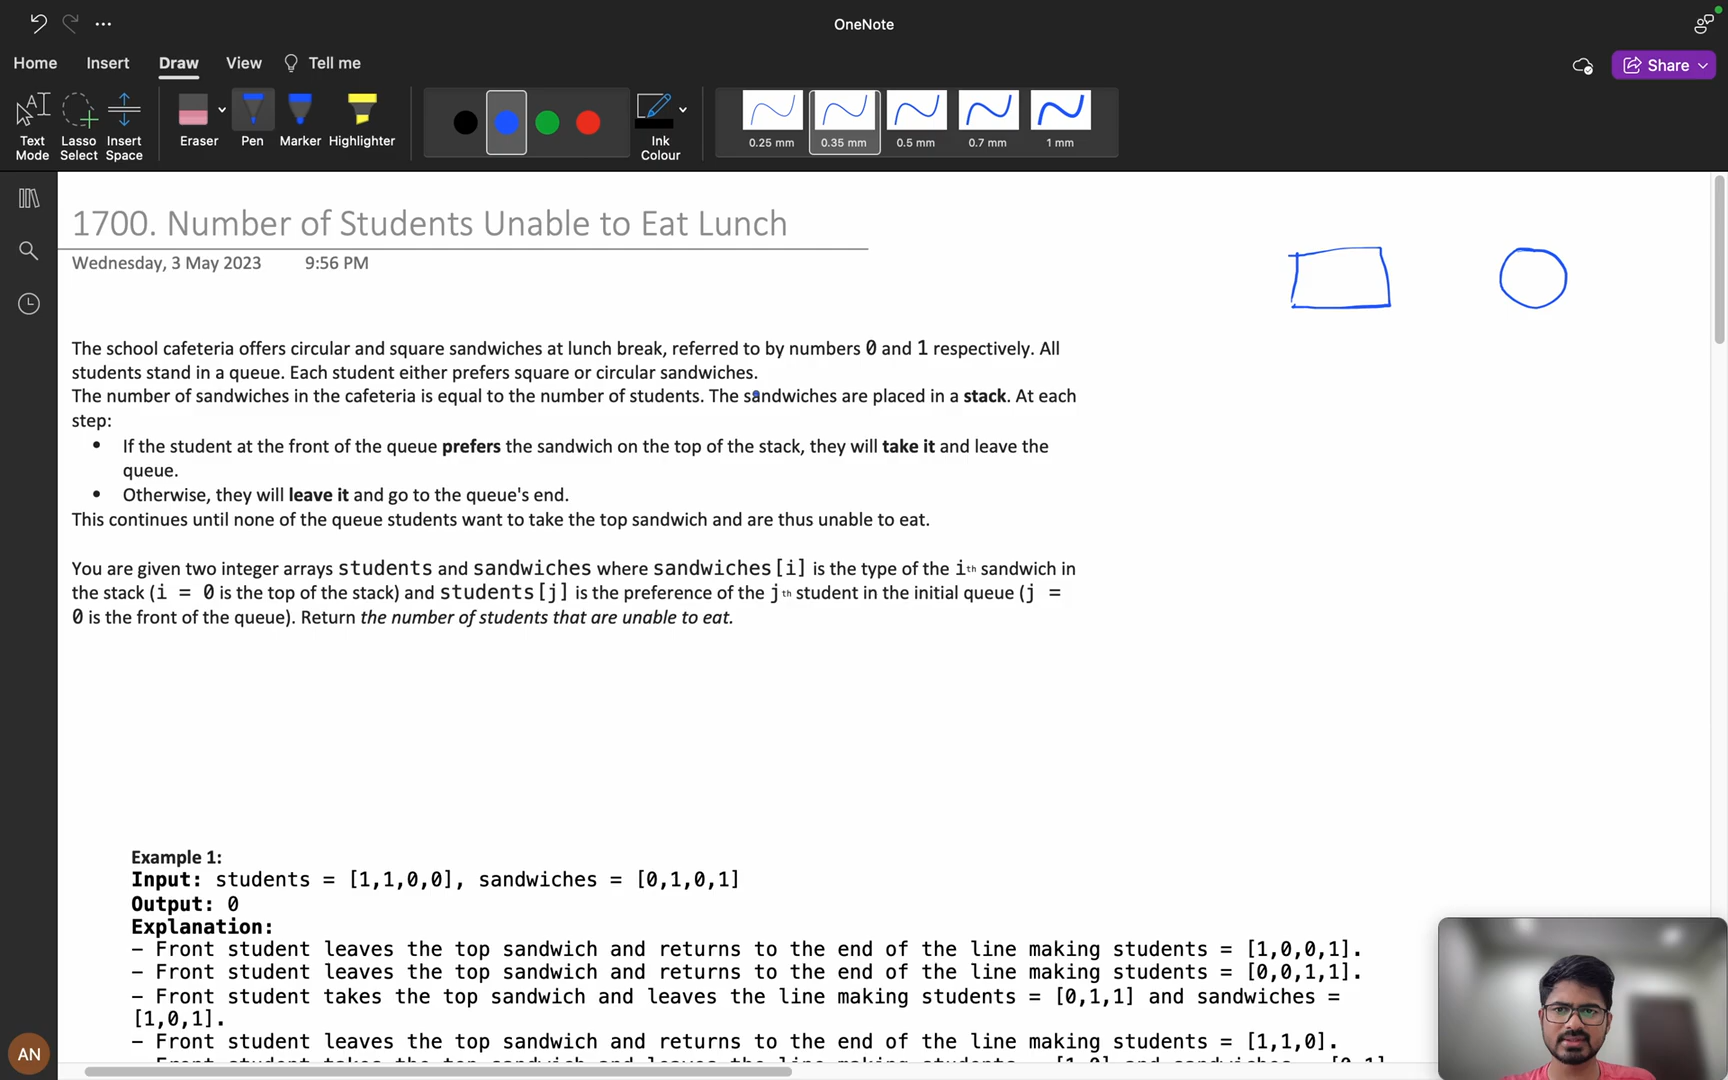 OneNote
Home Insert Draw View Tell me
Share
Text Mode
Lasso Select
Insert Space
Eraser
Pen
Marker
Highlighter
Ink Colour
0.25 mm
0.35 mm
0.5 mm
0.7 mm
1 mm
1700. Number of Students Unable to Eat Lunch
Wednesday, 3 May 2023 9:56 PM
The school cafeteria offers circular and square sandwiches at lunch break, referred to by numbers 0 and 1 respectively. All
students stand in a queue. Each student either prefers square or circular sandwiches.
The number of sandwiches in the cafeteria is equal to the number of students. The sandwiches are placed in a stack. At each
step:
• If the student at the front of the queue prefers the sandwich on the top of the stack, they will take it and leave the
queue.
• Otherwise, they will leave it and go to the queue's end.
This continues until none of the queue students want to take the top sandwich and are thus unable to eat.
You are given two integer arrays students and sandwiches where sandwiches[i] is the type of the ith sandwich in
the stack (i = 0 is the top of the stack) and students[j] is the preference of the jth student in the initial queue (j =
0 is the front of the queue). Return the number of students that are unable to eat.
Example 1:
Input: students = [1,1,0,0], sandwiches = [0,1,0,1]
Output: 0
Explanation:
- Front student leaves the top sandwich and returns to the end of the line making students = [1,0,0,1].
- Front student leaves the top sandwich and returns to the end of the line making students = [0,0,1,1].
- Front student takes the top sandwich and leaves the line making students = [0,1,1] and sandwiches =
[1,0,1].
- Front student leaves the top sandwich and returns to the end of the line making students = [1,1,0].
AN